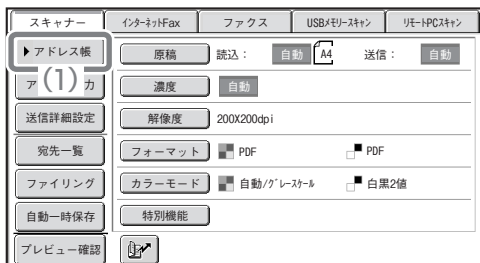 スキャナー インターネットFax ファクス USBメモリースキャン リモートPCスキャン
アドレス帳 原稿 読込： 自動 A4 送信： 自動
ア (1) カ 濃度 自動
送信詳細設定 解像度 200X200dpi
宛先一覧 フォーマット PDF PDF
ファイリング カラーモード 自動/グレースケール 白黒2値
自動一時保存 特別機能
プレビュー確認